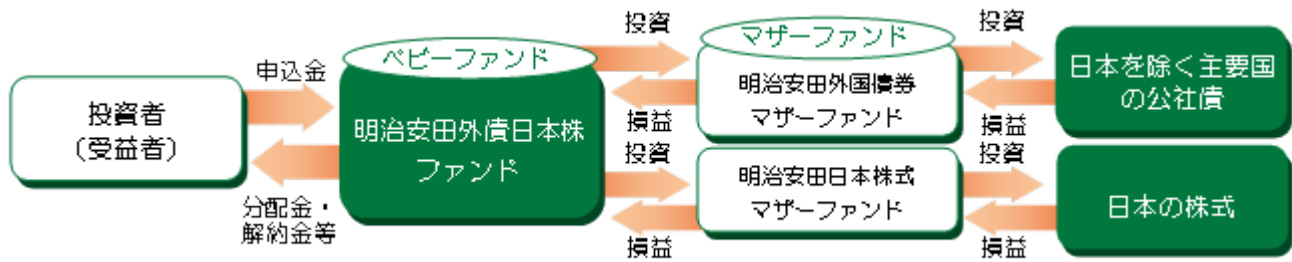 申込金
投資者
（受益者）
分配金・
解約金等
ベビーファンド
明治安田外債日本株
ファンド
投資
損益
投資
損益
マザーファンド
明治安田外国債券
マザーファンド
明治安田日本株式
マザーファンド
投資
損益
投資
損益
日本を除く主要国
の公社債
日本の株式